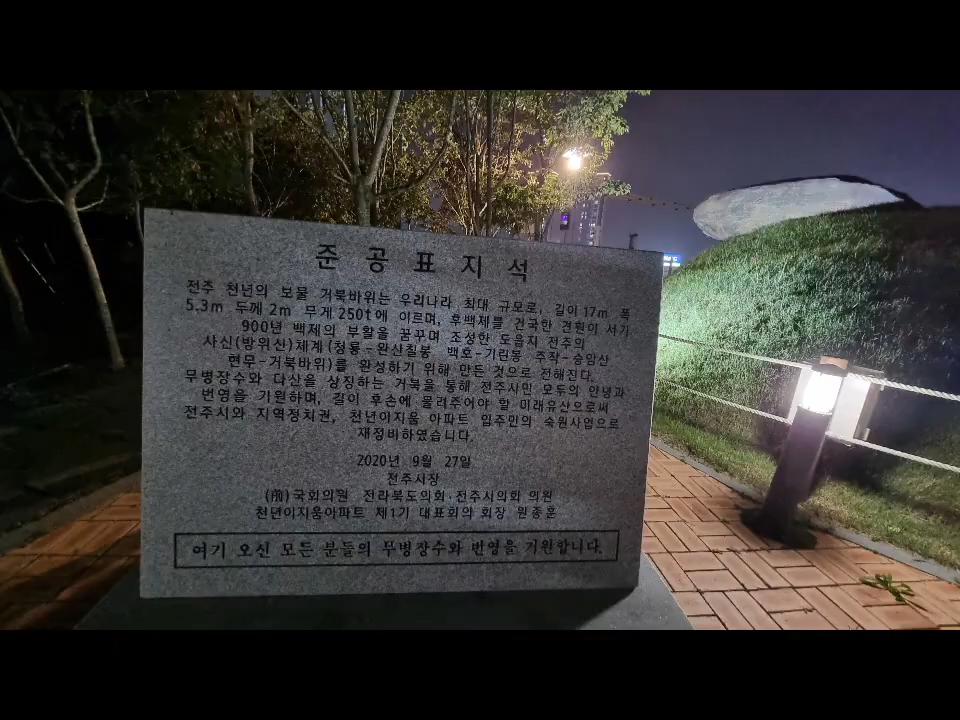 준공표지석
전주 천년의 보물 거북바위는 우리나라 최대 규모로, 길이 17m 폭
5.3m 두께 2m 무게 250t에 이르며, 후백제를 건국한 견훤이 서기
900년 백제의 부활을 꿈꾸며 조성한 도읍지 전주의
사신(방위신)체계(청룡-완산칠봉 백호-기린봉 주작-승암산
현무-거북바위)를 완성하기 위해 만든 것으로 전해진다.
무병장수와 다산을 상징하는 거북을 통해 전주시민 모두의 안녕과
번영을 기원하며, 길이 후손에 물려주어야 할 미래유산으로써
전주시와 지역정치권, 천년이지움 아파트 입주민의 숙원사업으로
재정비하였습니다.
2020년 9월 27일
전주시장
(前)국회의원 전라북도의회·전주시의회 의원
천년이지움아파트 제1기 대표회의 회장 원종훈
여기 오신 모든 분들의 무병장수와 번영을 기원합니다.